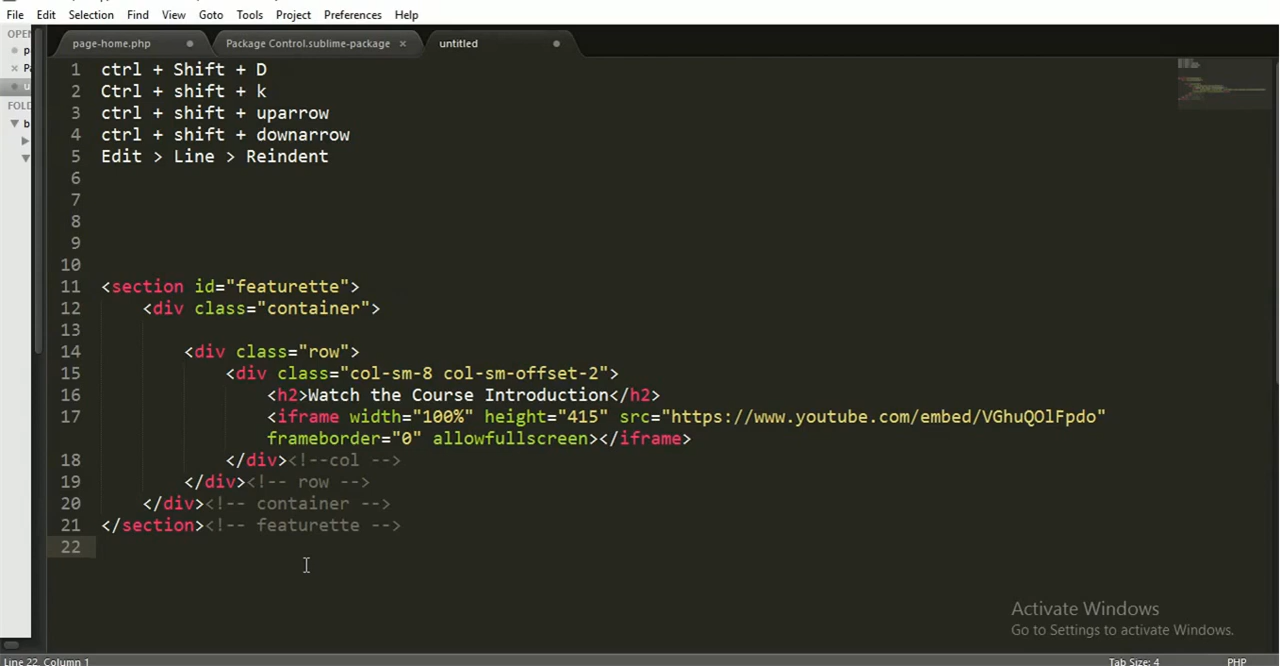 File Edit Selection Find View Goto Tools Project Preferences Help
OPE
page-home.php Package Control.sublime-package × untitled
FOL
1 ctrl + Shift + D
2 Ctrl + shift + k
3 ctrl + shift + uparrow
4 ctrl + shift + downarrow
5 Edit > Line > Reindent
6
7
8
9
10
11 <section id="featurette">
12 <div class="container">
13
14 <div class="row">
15 <div class="col-sm-8 col-sm-offset-2">
16 <h2>Watch the Course Introduction</h2>
17 <iframe width="100%" height="415" src="https://www.youtube.com/embed/VGhuQOlFpdo"
frameborder="0" allowfullscreen></iframe>
18 </div><!--col -->
19 </div><!-- row -->
20 </div><!-- container -->
21 </section><!-- featurette -->
22
Activate Windows
Go to Settings to activate Windows.
Line 22, Column 1 Tab Size: 4 PHP